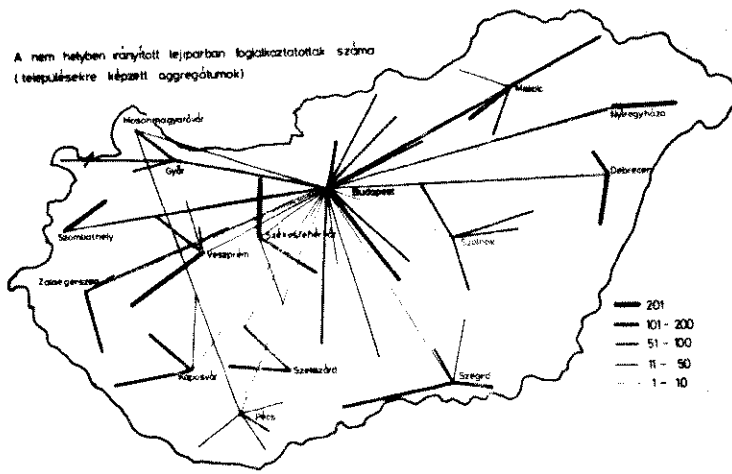 A nem helyben irányított tejiparban foglalkoztatottak száma
(településekre képzett aggregátumok)
Miskolc
Mosonmagyaróvár
Nyíregyháza
Győr
Debrecen
Budapest
Szombathely
Székesfehérvár
Szolnok
Veszprém
Zalaegerszeg
201
101 - 200
51 - 100
11 - 50
1 - 10
Kaposvár
Szekszárd
Szeged
Pécs